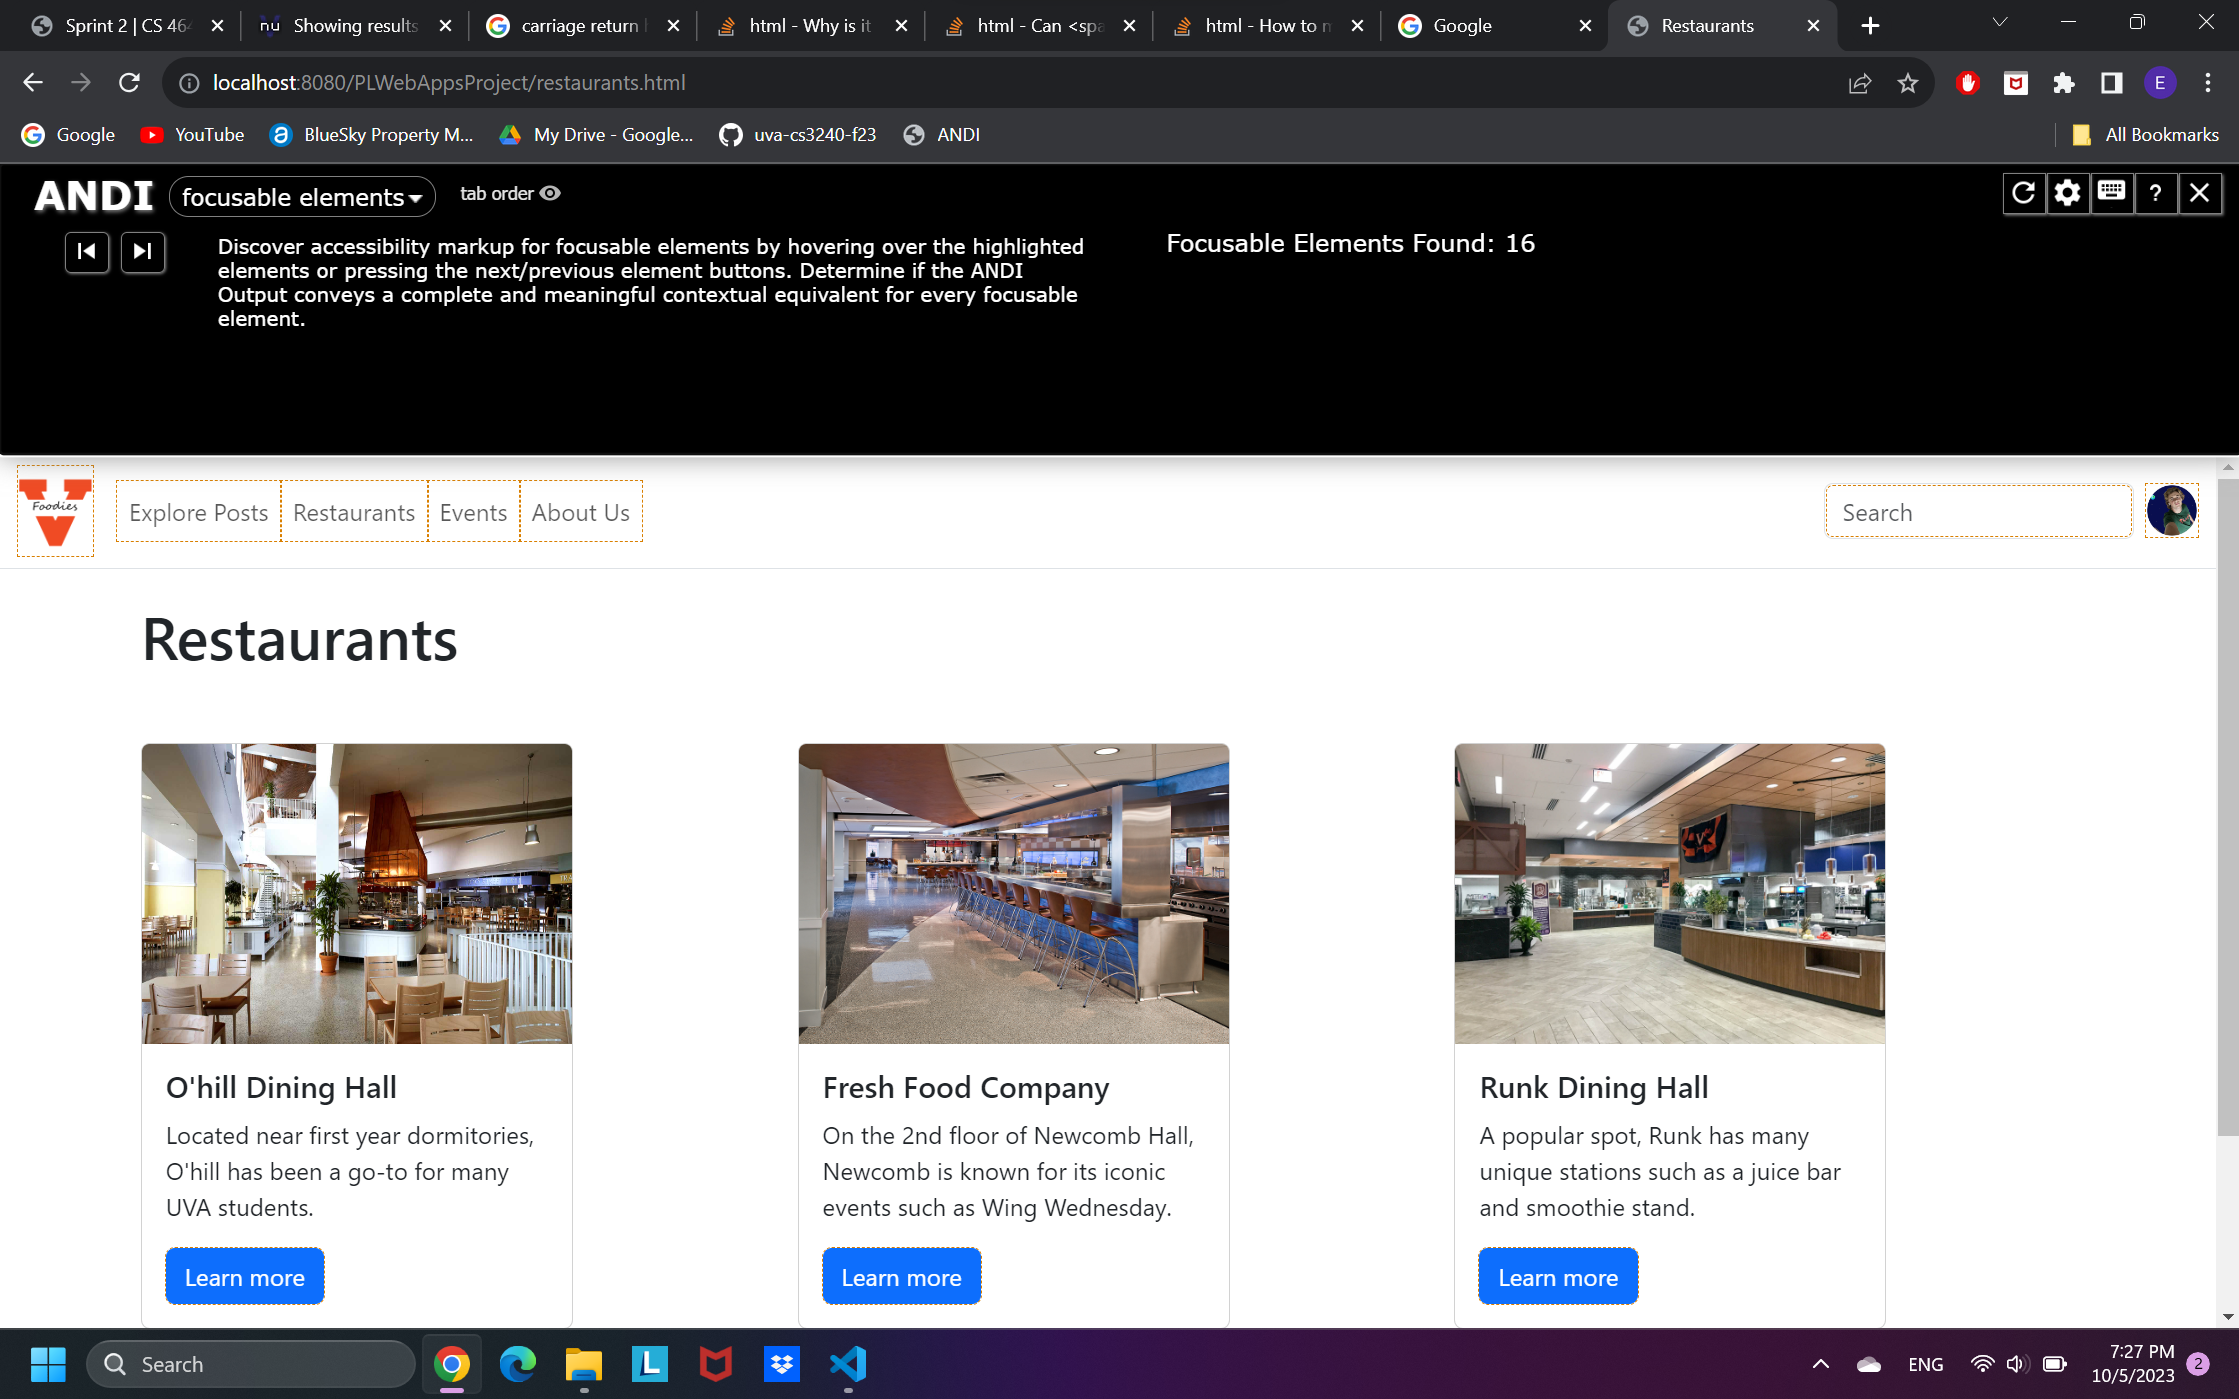 Sprint 2 | CS 464
Showing results
carriage return
html - Why is it
html - Can <spa
html - How to m
Google
Restaurants
localhost:8080/PLWebAppsProject/restaurants.html
E
Google
YouTube
BlueSky Property M...
My Drive - Google...
uva-cs3240-f23
ANDI
All Bookmarks
ANDI
focusable elements
tab order
?
Discover accessibility markup for focusable elements by hovering over the highlighted
elements or pressing the next/previous element buttons. Determine if the ANDI
Output conveys a complete and meaningful contextual equivalent for every focusable
element.
Focusable Elements Found: 16
Foodies
Explore Posts
Restaurants
Events
About Us
Search
Restaurants
O'hill Dining Hall
Located near first year dormitories,
O'hill has been a go-to for many
UVA students.
Learn more
Fresh Food Company
On the 2nd floor of Newcomb Hall,
Newcomb is known for its iconic
events such as Wing Wednesday.
Learn more
Runk Dining Hall
A popular spot, Runk has many
unique stations such as a juice bar
and smoothie stand.
Learn more
Search
ENG
7:27 PM
10/5/2023
2